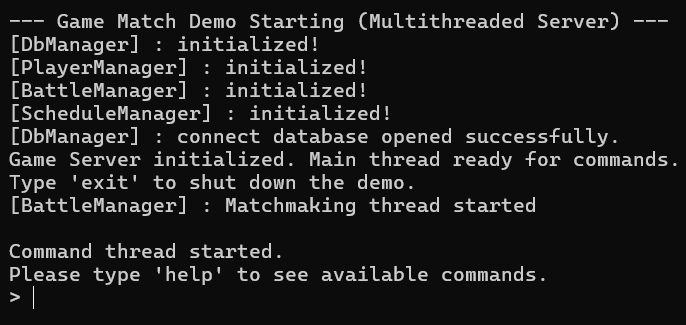 --- Game Match Demo Starting (Multithreaded Server) ---
[DbManager] : initialized!
[PlayerManager] : initialized!
[BattleManager] : initialized!
[ScheduleManager] : initialized!
[DbManager] : connect database opened successfully.
Game Server initialized. Main thread ready for commands.
Type 'exit' to shut down the demo.
[BattleManager] : Matchmaking thread started
Command thread started.
Please type 'help' to see available commands.
>